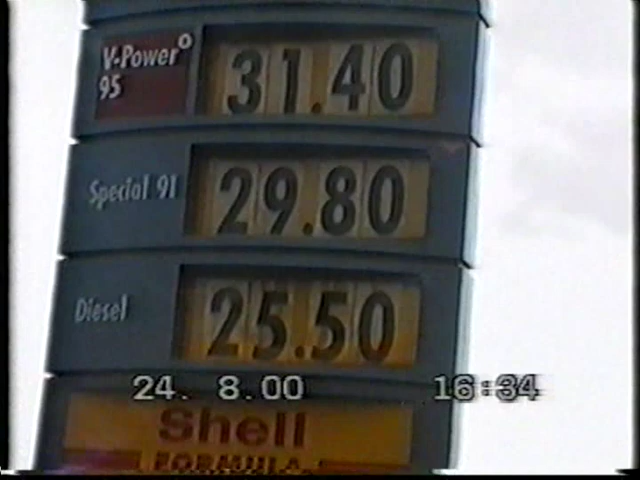 V-Power 95 31.40
Special 91 29.80
Diesel 25.50
24. 8.00 16:34
Shell
FORMULA